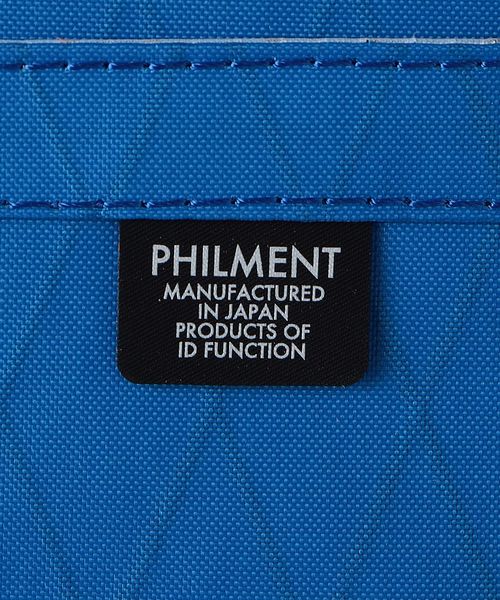 PHILMENT
MANUFACTURED
IN JAPAN
PRODUCTS OF
ID FUNCTION